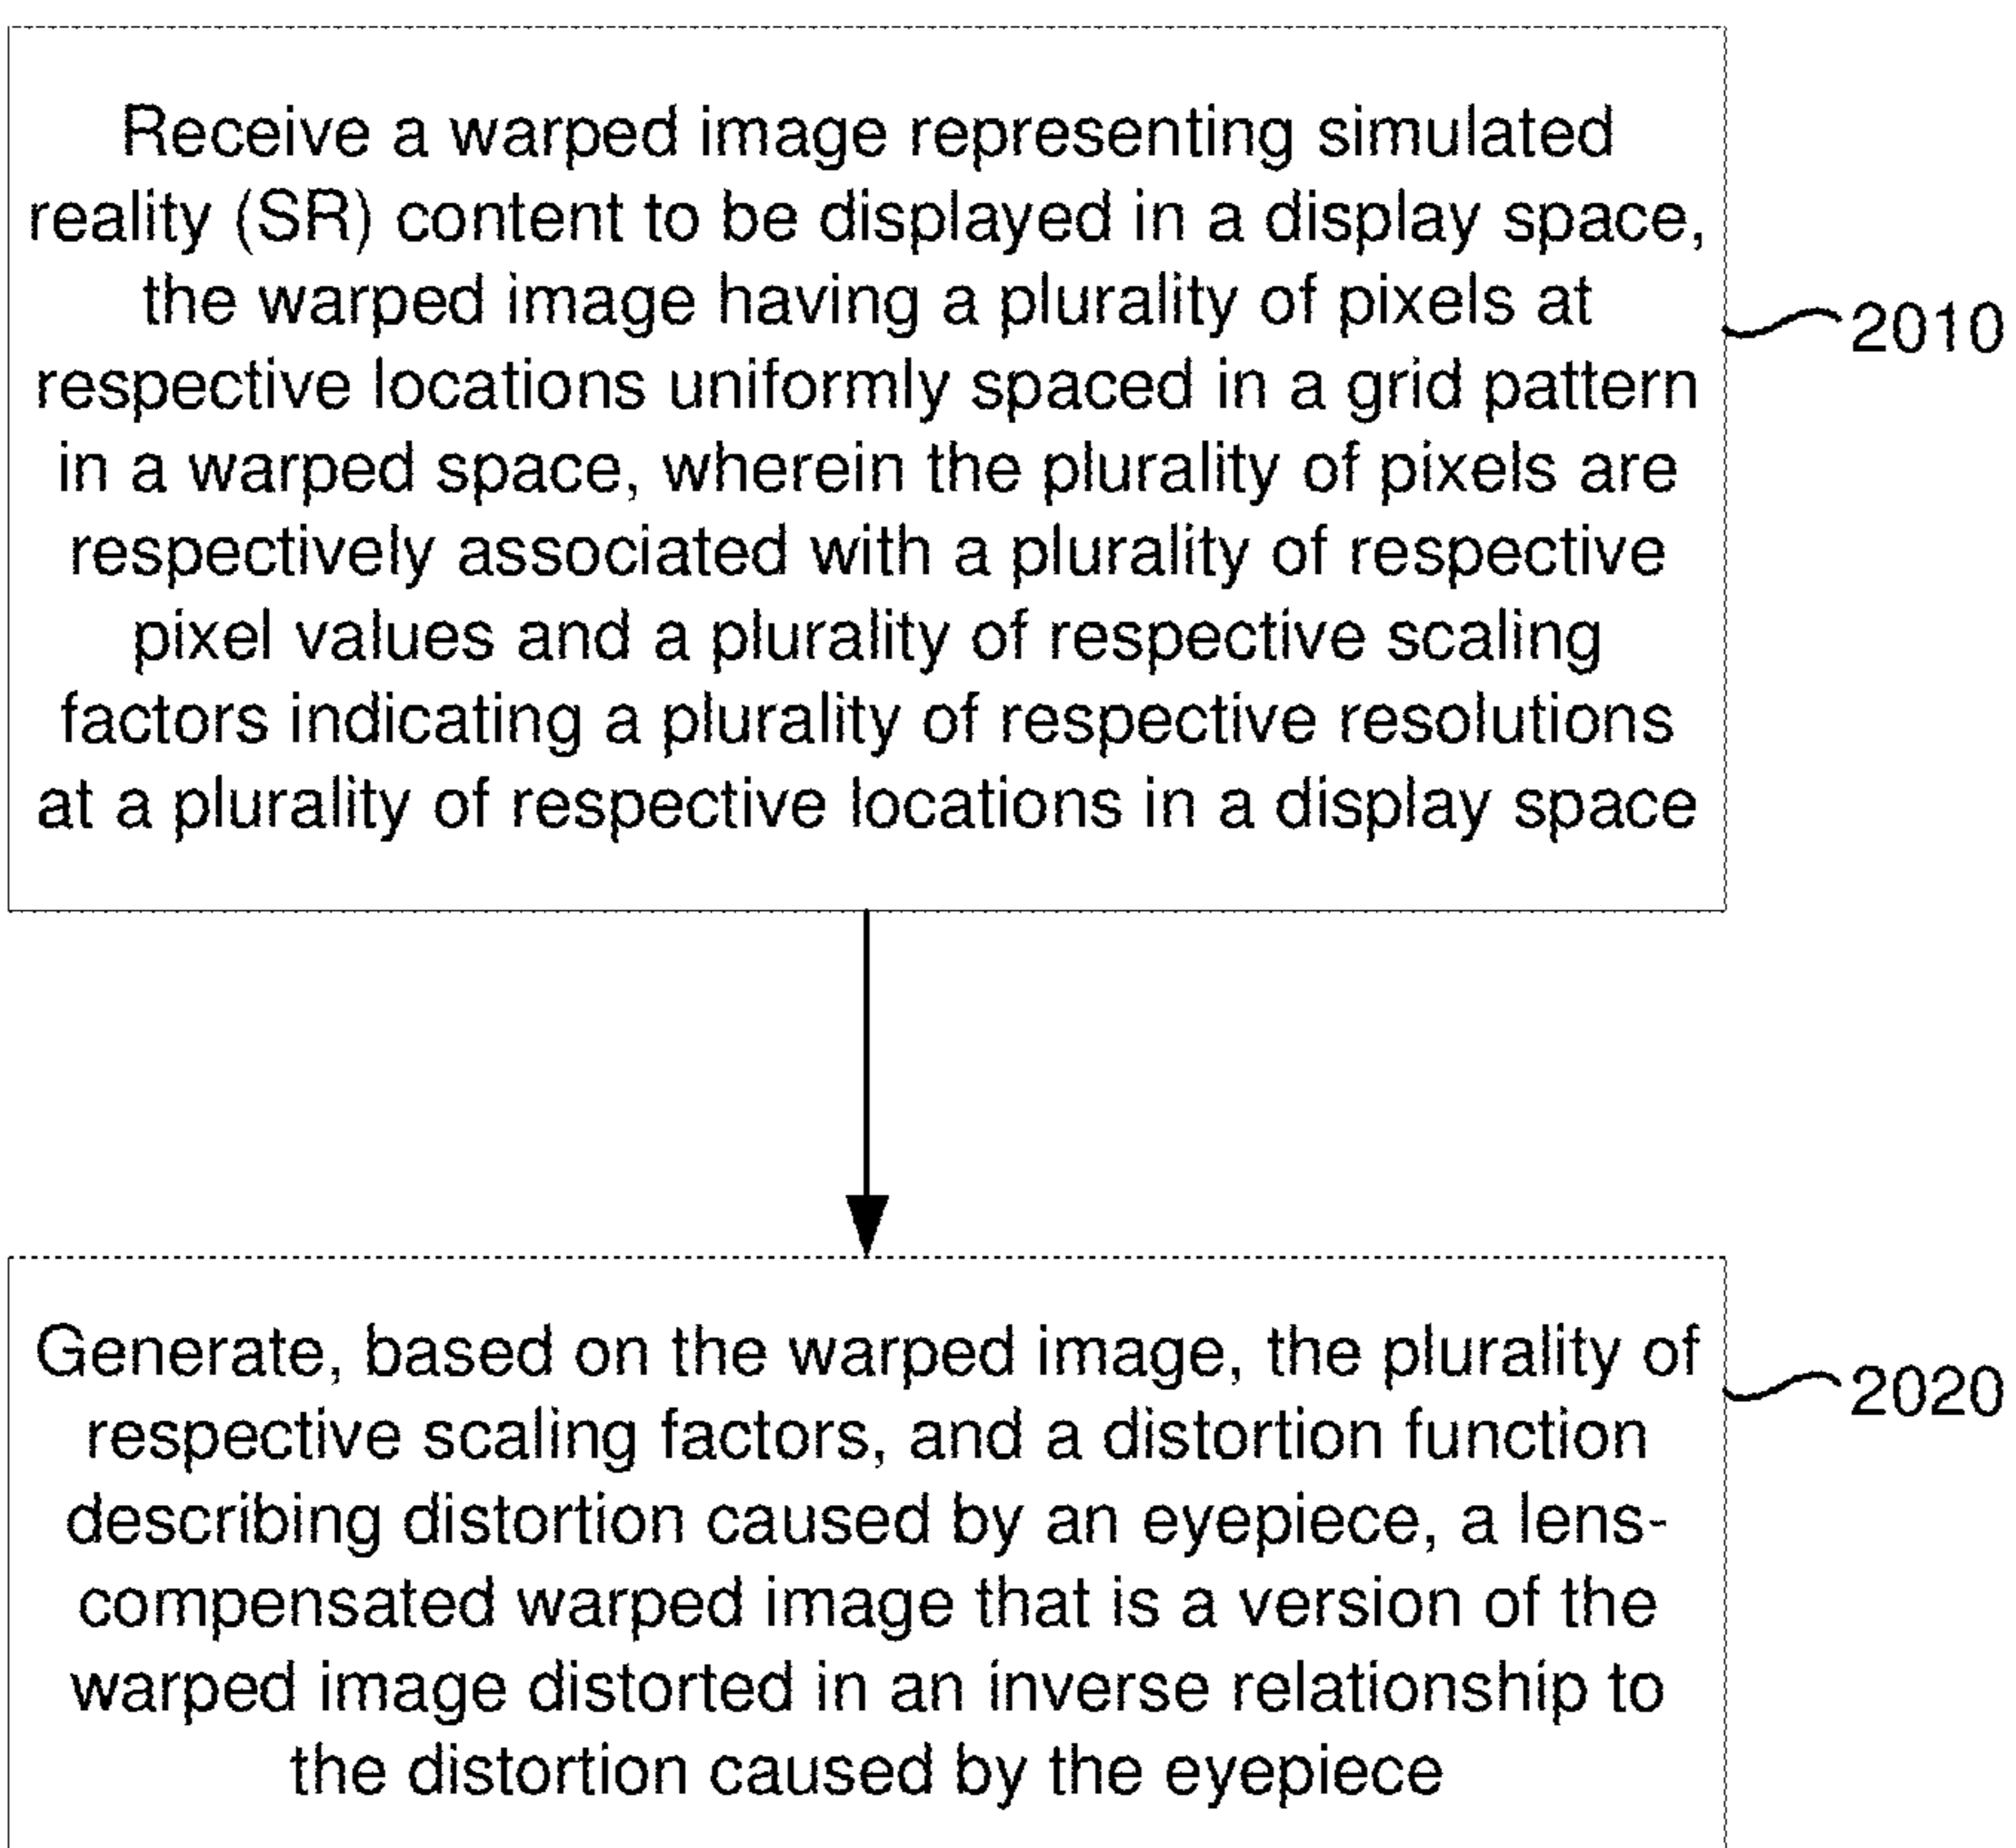 Receive a warped image representing simulated
reality (SR) content to be displayed in a display space,
the warped image having a plurality of pixels at
respective locations uniformly spaced in a grid pattern
in a warped space, wherein the plurality of pixels are
respectively associated with a plurality of respective
pixel values and a plurality of respective scaling
factors indicating a plurality of respective resolutions
at a plurality of respective locations in a display space
2010
Generate, based on the warped image, the plurality of
respective scaling factors, and a distortion function
describing distortion caused by an eyepiece, a lens-
compensated warped image that is a version of the
warped image distorted in an inverse relationship to
the distortion caused by the eyepiece
2020